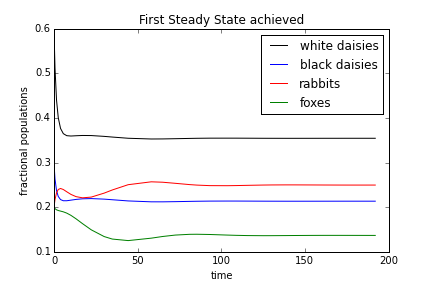 First Steady State achieved
fractional populations
0.6
0.5
0.4
0.3
0.2
0.1
white daisies
black daisies
rabbits
foxes
0
50
100
150
200
time